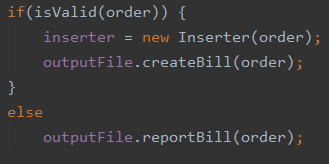 if(isValid(order)) {
    inserter = new Inserter(order);
    outputFile.createBill(order);
}
else
    outputFile.reportBill(order);